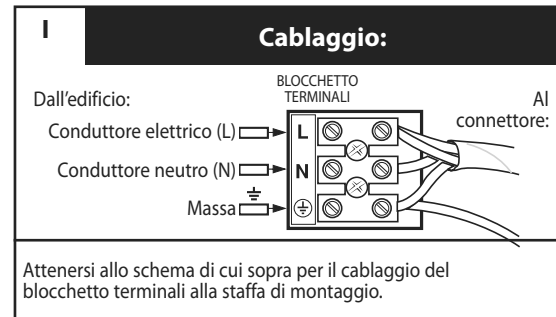 I
Cablaggio:
BLOCCHETTO
TERMINALI
Dall'edificio:
Al
connettore:
Conduttore elettrico (L)
L
Conduttore neutro (N)
N
Massa
Attenersi allo schema di cui sopra per il cablaggio del
blocchetto terminali alla staffa di montaggio.